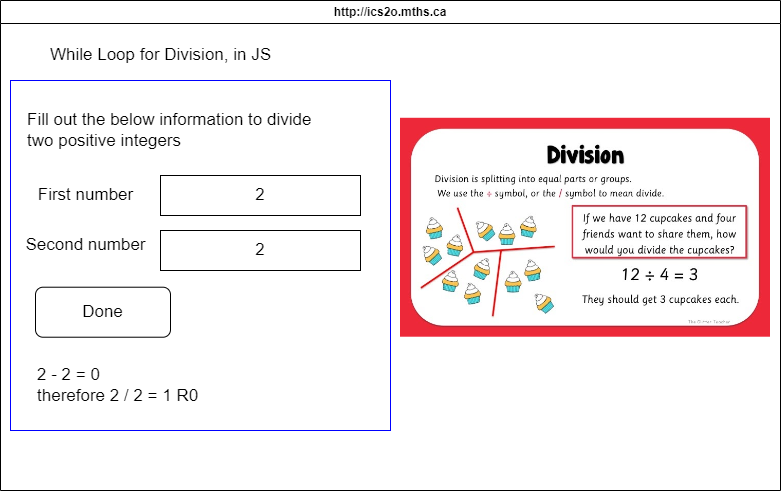 http://ics2o.mths.ca
While Loop for Division, in JS
Fill out the below information to divide
two positive integers
First number
2
Second number
2
Done
2 - 2 = 0
therefore 2 / 2 = 1 R0
Division
Division is splitting into equal parts or groups.
We use the ÷ symbol, or the / symbol to mean divide.
If we have 12 cupcakes and four
friends want to share them, how
would you divide the cupcakes?
12 ÷ 4 = 3
They should get 3 cupcakes each.